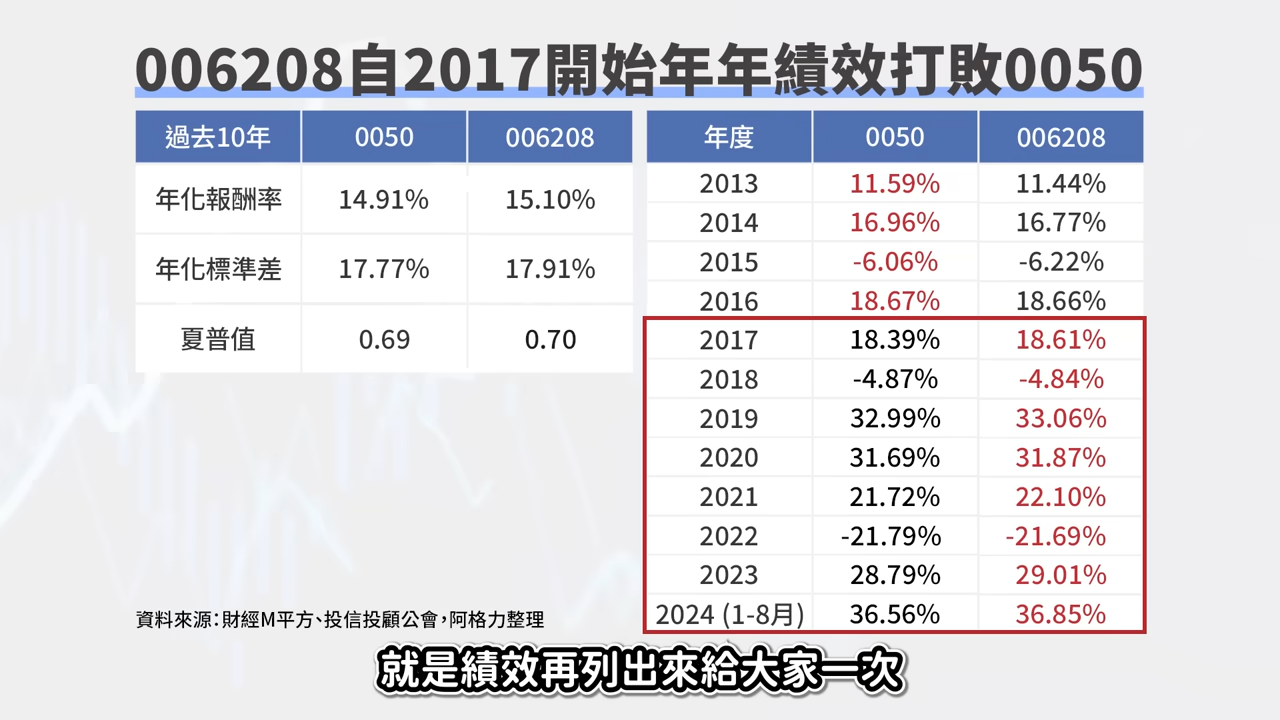 006208自2017開始年年績效打敗0050
過去10年 0050 006208
年化報酬率 14.91% 15.10%
年化標準差 17.77% 17.91%
夏普值 0.69 0.70
年度 0050 006208
2013 11.59% 11.44%
2014 16.96% 16.77%
2015 -6.06% -6.22%
2016 18.67% 18.66%
2017 18.39% 18.61%
2018 -4.87% -4.84%
2019 32.99% 33.06%
2020 31.69% 31.87%
2021 21.72% 22.10%
2022 -21.79% -21.69%
2023 28.79% 29.01%
2024 (1-8月) 36.56% 36.85%
資料來源：財經M平方、投信投顧公會，阿格力整理
就是績效再列出來給大家一次